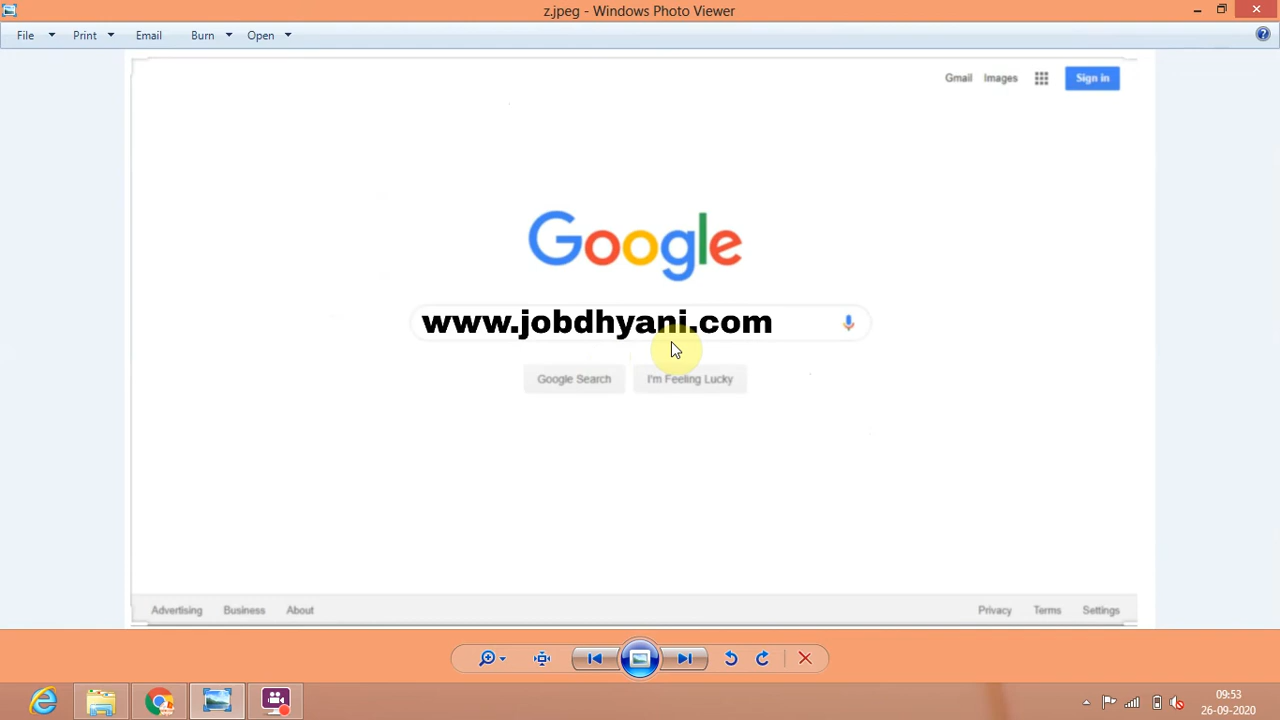 z.jpeg - Windows Photo Viewer
File Print Email Burn Open
Gmail Images Sign in
Google
www.jobdhyani.com
Google Search I'm Feeling Lucky
Advertising Business About Privacy Terms Settings
09:53
26-09-2020